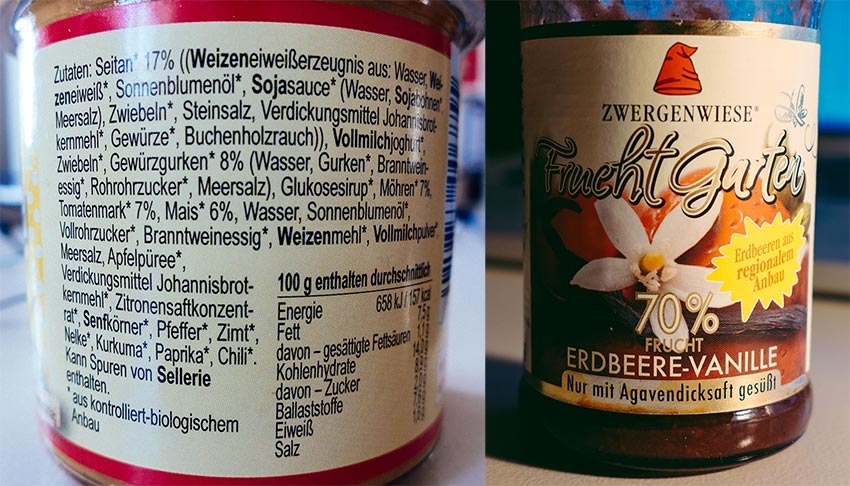 Zutaten: Seitan* 17% ((Weizeneiweißerzeugnis aus: Wasser, Wei-
zeneiweiß*, Sonnenblumenöl*, Sojasauce* (Wasser, Sojabohnen*,
Meersalz), Zwiebeln*, Steinsalz, Verdickungsmittel Johannisbrot-
kernmehl*, Gewürze*, Buchenholzrauch)), Vollmilchjoghurt*,
Zwiebeln*, Gewürzgurken* 8% (Wasser, Gurken*, Branntwein-
essig*, Rohrohrzucker*, Meersalz), Glukosesirup*, Möhren* 7%,
Tomatenmark* 7%, Mais* 6%, Wasser, Sonnenblumenöl*,
Vollrohrzucker*, Branntweinessig*, Weizenmehl*, Vollmilchpulver*,
Meersalz, Apfelpüree*,
Verdickungsmittel Johannisbrot-
kernmehl*, Zitronensaftkonzent-
rat*, Senfkörner*, Pfeffer*, Zimt*,
Nelke*, Kurkuma*, Paprika*, Chili*.
Kann Spuren von Sellerie
enthalten.
* aus kontrolliert-biologischem
Anbau
100 g enthalten durchschnittlich
Energie 658 kJ / 157 kcal
Fett
davon – gesättigte Fettsäuren
Kohlenhydrate
davon – Zucker
Ballaststoffe
Eiweiß
Salz
ZWERGENWIESE®
Frucht Garten
Erdbeeren aus
regionalem
Anbau
70%
FRUCHT
ERDBEERE-VANILLE
Nur mit Agavendicksaft gesüßt